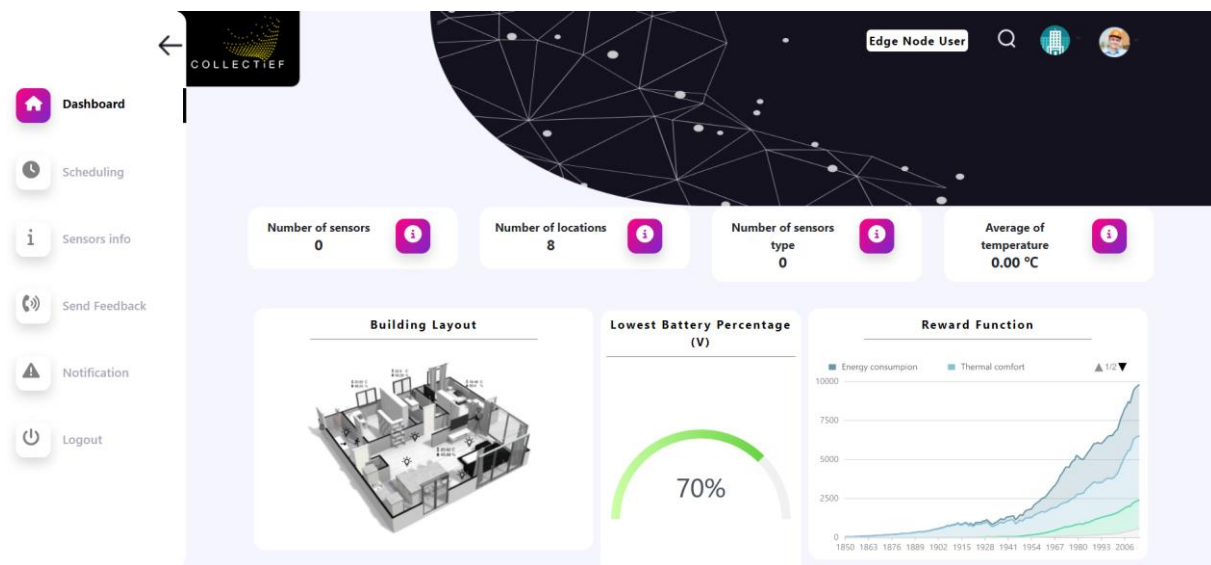 COLLECTiEF
Edge Node User
Dashboard
Scheduling
Sensors info
Send Feedback
Notification
Logout
Number of sensors
0
Number of locations
8
Number of sensors
type
0
Average of
temperature
0.00 °C
Building Layout
Lowest Battery Percentage
(V)
70%
Reward Function
Energy consumpion
Thermal comfort
1/2
10000
7500
5000
2500
0
1850 1863 1876 1889 1902 1915 1928 1941 1954 1967 1980 1993 2006